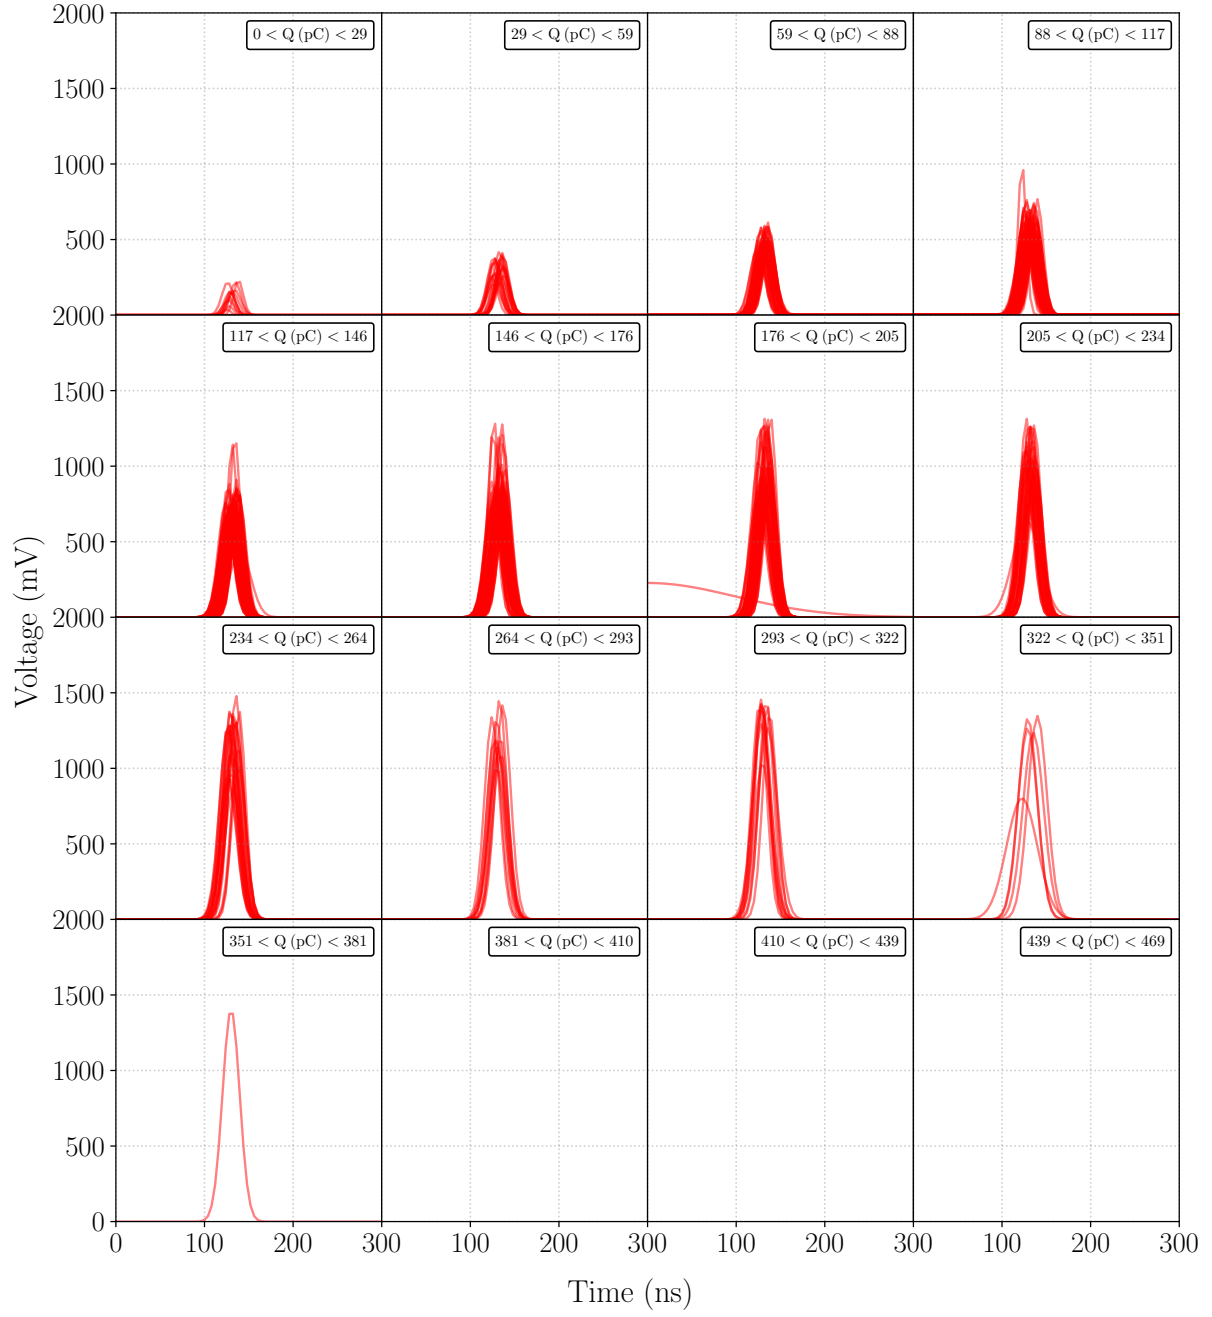 2000
0 < Q (pC) < 29
29 < Q (pC) < 59
59 < Q (pC) < 88
88 < Q (pC) < 117
1500
1000
500
2000
117 < Q (pC) < 146
146 < Q (pC) < 176
176 < Q (pC) < 205
205 < Q (pC) < 234
1500
1000
500
2000
234 < Q (pC) < 264
264 < Q (pC) < 293
293 < Q (pC) < 322
322 < Q (pC) < 351
1500
1000
500
2000
351 < Q (pC) < 381
381 < Q (pC) < 410
410 < Q (pC) < 439
439 < Q (pC) < 469
1500
1000
500
0
Voltage (mV)
0 100 200 300 100 200 300 100 200 300 100 200 300
Time (ns)